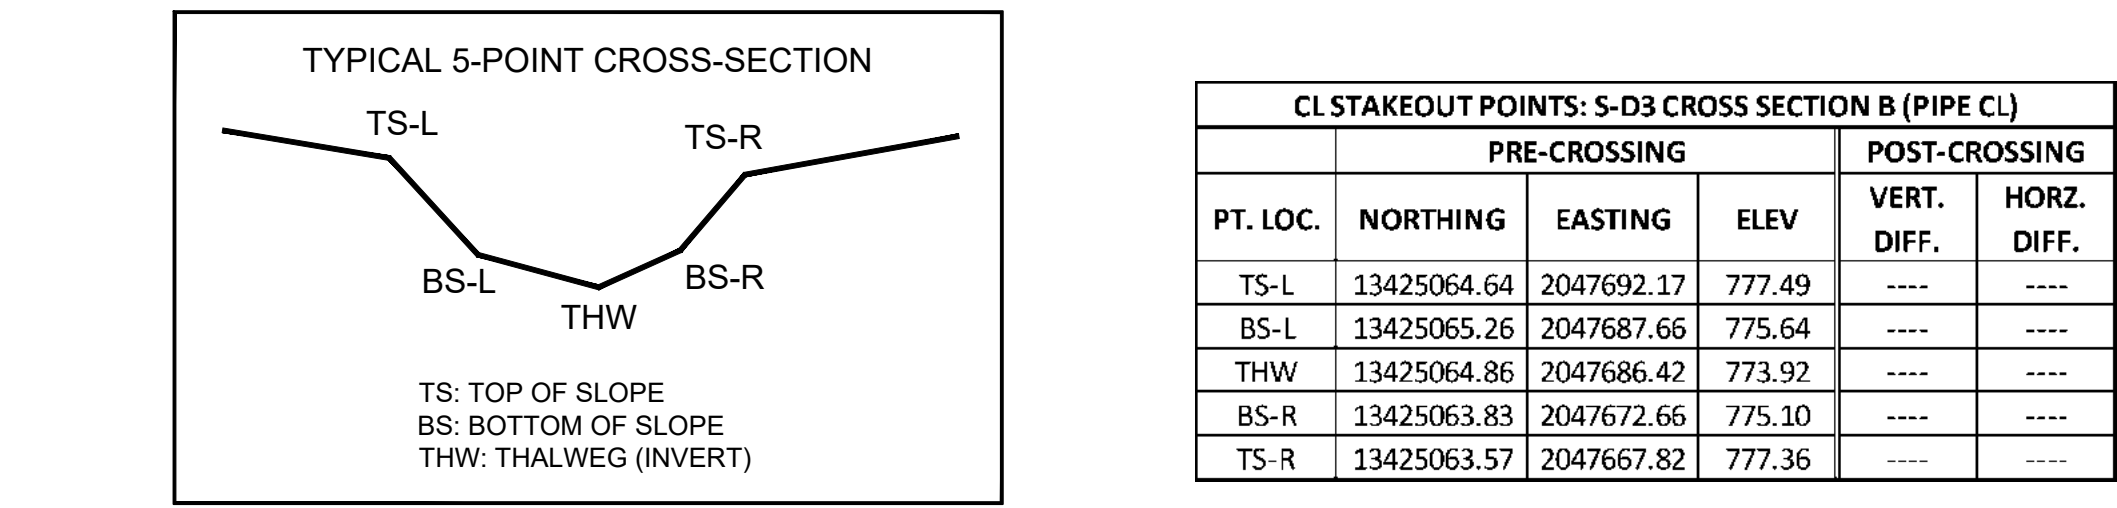 TYPICAL 5-POINT CROSS-SECTION
TS-L
TS-R
BS-L
BS-R
THW
TS: TOP OF SLOPE
BS: BOTTOM OF SLOPE
THW: THALWEG (INVERT)
CL STAKEOUT POINTS: S-D3 CROSS SECTION B (PIPE CL)
PRE-CROSSING POST-CROSSING
PT. LOC. NORTHING EASTING ELEV VERT. DIFF. HORZ. DIFF.
TS-L 13425064.64 2047692.17 777.49 ---- ----
BS-L 13425065.26 2047687.66 775.64 ---- ----
THW 13425064.86 2047686.42 773.92 ---- ----
BS-R 13425063.83 2047672.66 775.10 ---- ----
TS-R 13425063.57 2047667.82 777.36 ---- ----